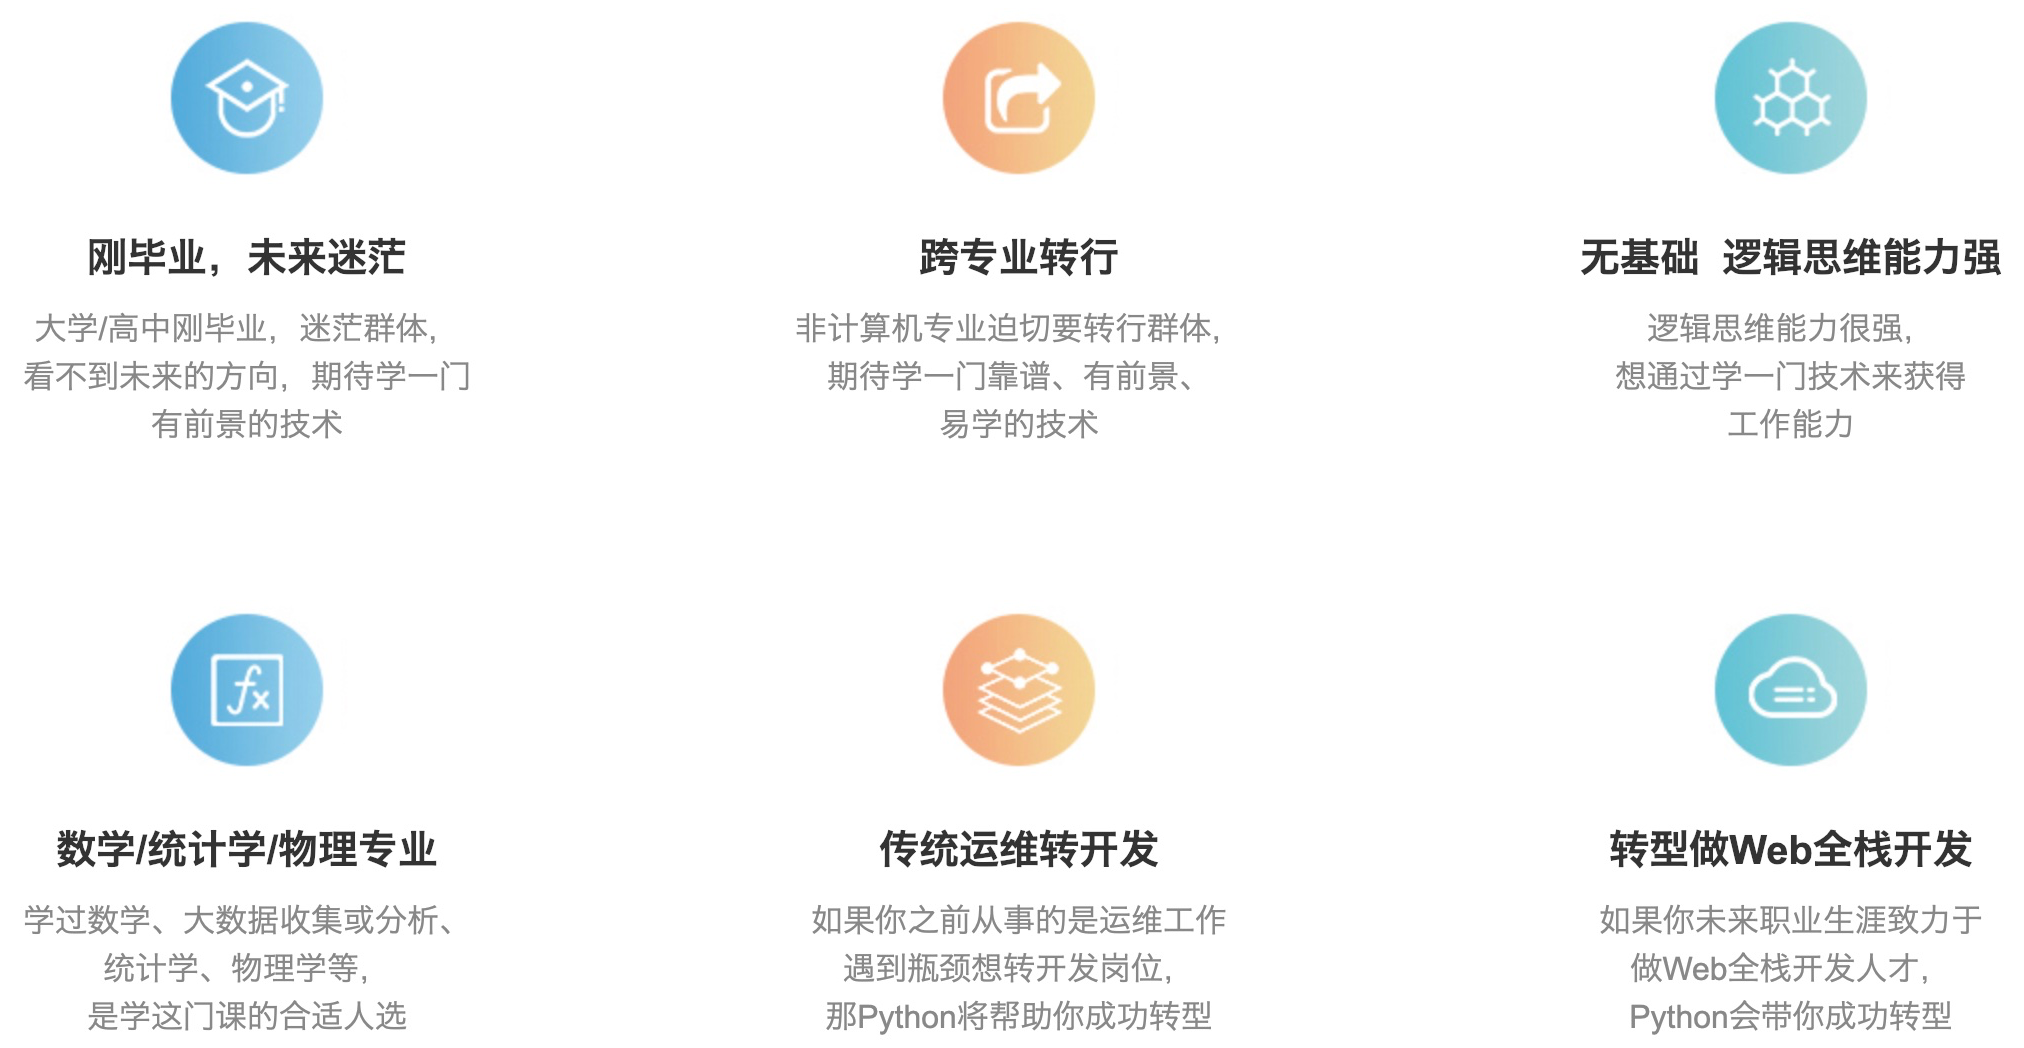 刚毕业，未来迷茫
大学/高中刚毕业，迷茫群体，
看不到未来的方向，期待学一门
有前景的技术
跨专业转行
非计算机专业迫切要转行群体，
期待学一门靠谱、有前景、
易学的技术
无基础 逻辑思维能力强
逻辑思维能力很强，
想通过学一门技术来获得
工作能力
fx
数学/统计学/物理专业
学过数学、大数据收集或分析、
统计学、物理学等，
是学这门课的合适人选
传统运维转开发
如果你之前从事的是运维工作
遇到瓶颈想转开发岗位，
那Python将帮助你成功转型
转型做Web全栈开发
如果你未来职业生涯致力于
做Web全栈开发人才，
Python会带你成功转型